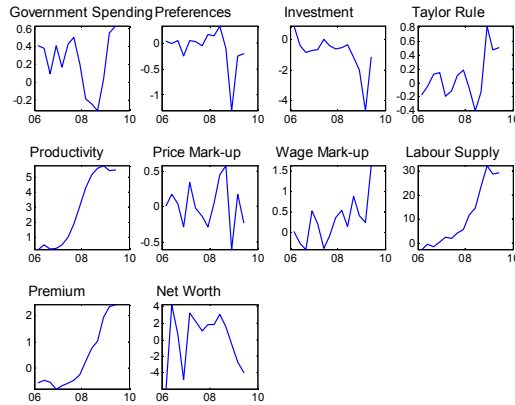 Government Spending Preferences Investment Taylor Rule
0.6 0.4 0.2 0 -0.2
0 -0.5 -1
0 -2 -4
0.8 0.6 0.4 0.2 0 -0.2 -0.4
06 08 10 06 08 10 06 08 10 06 08 10
Productivity Price Mark-up Wage Mark-up Labour Supply
5 4 3 2 1
0.5 0 -0.5
1.5 1 0.5 0
30 20 10 0
06 08 10 06 08 10 06 08 10 06 08 10
Premium Net Worth
2 1 0
4 2 0 -2 -4
06 08 10 06 08 10